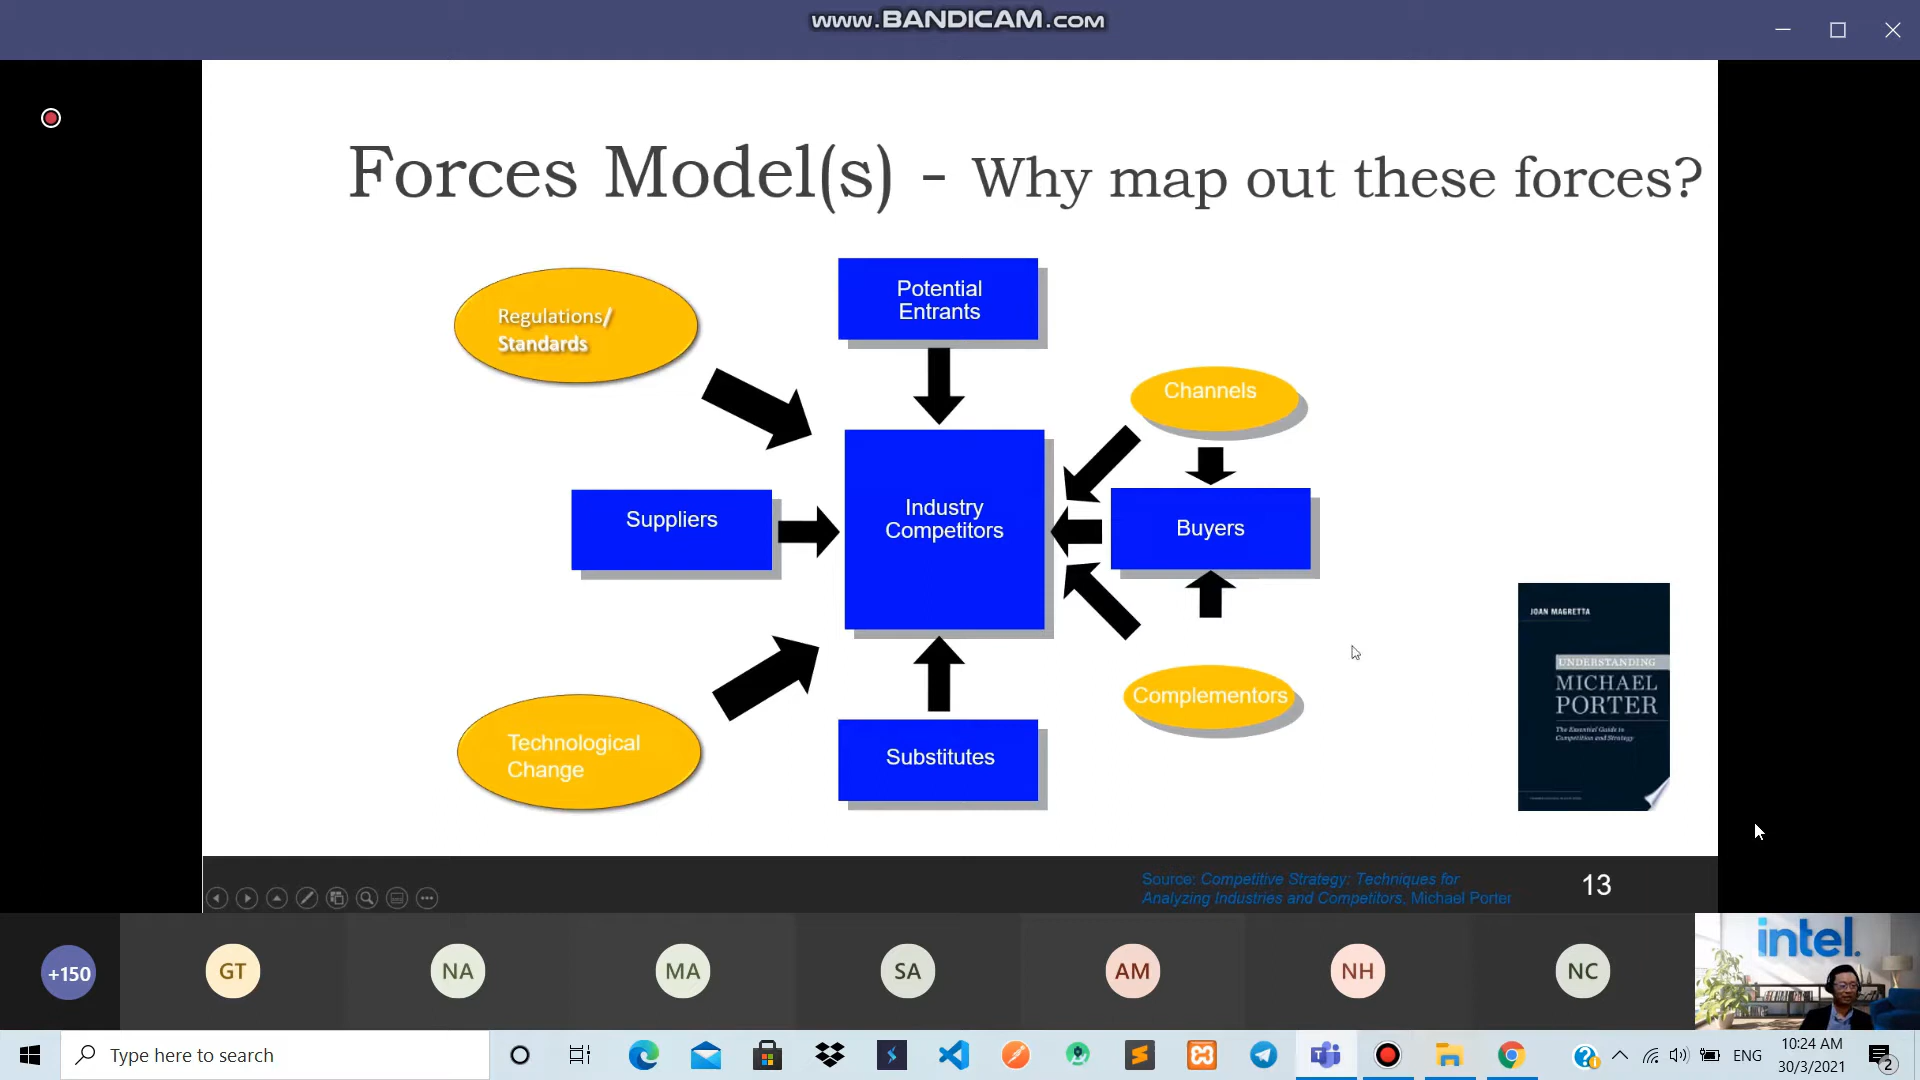 www.BANDICAM.com
Forces Model(s) - Why map out these forces?
Regulations/
Standards
Potential
Entrants
Channels
Suppliers
Industry
Competitors
Buyers
Technological
Change
Substitutes
Complementors
JOAN MAGRETTA
UNDERSTANDING
MICHAEL
PORTER
The Essential Guide to
Competition and Strategy
Source: Competitive Strategy: Techniques for
Analyzing Industries and Competitors, Michael Porter
13
+150
GT
NA
MA
SA
AM
NH
NC
intel.
Type here to search
ENG
10:24 AM
30/3/2021
2